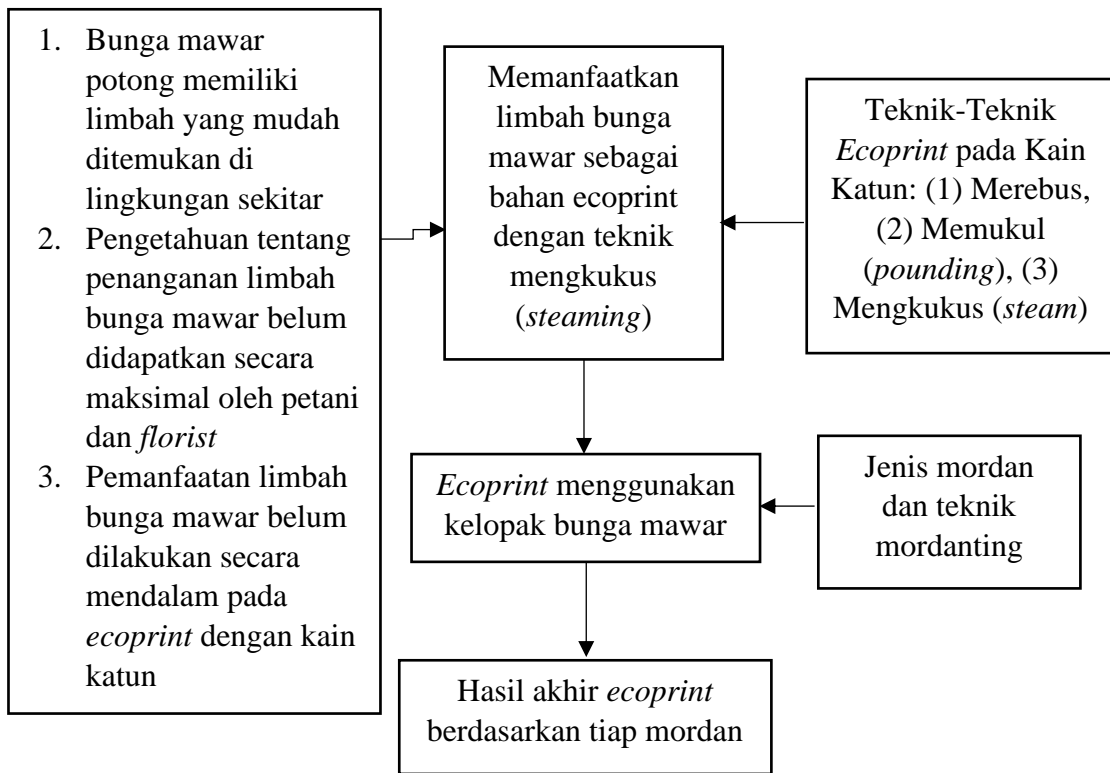 1. Bunga mawar
potong memiliki
limbah yang mudah
ditemukan di
lingkungan sekitar
2. Pengetahuan tentang
penanganan limbah
bunga mawar belum
didapatkan secara
maksimal oleh petani
dan florist
3. Pemanfaatan limbah
bunga mawar belum
dilakukan secara
mendalam pada
ecoprint dengan kain
katun
Memanfaatkan
limbah bunga
mawar sebagai
bahan ecoprint
dengan teknik
mengkukus
(steaming)
Teknik-Teknik
Ecoprint pada Kain
Katun: (1) Merebus,
(2) Memukul
(pounding), (3)
Mengkukus (steam)
Ecoprint menggunakan
kelopak bunga mawar
Jenis mordan
dan teknik
mordanting
Hasil akhir ecoprint
berdasarkan tiap mordan